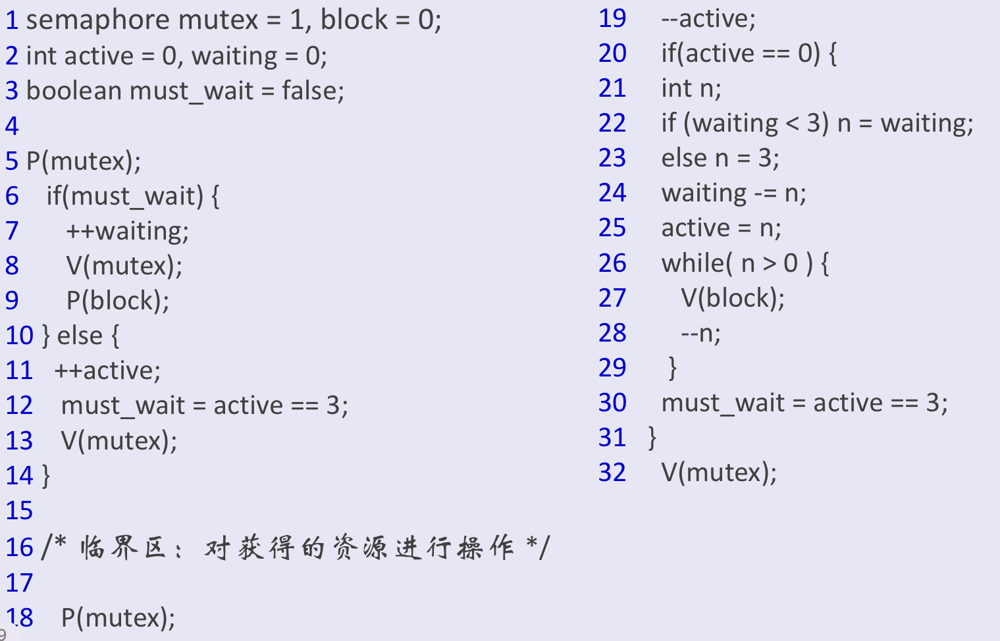 1 semaphore mutex = 1, block = 0;
2 int active = 0, waiting = 0;
3 boolean must_wait = false;
4
5 P(mutex);
6 if(must_wait) {
7 ++waiting;
8 V(mutex);
9 P(block);
10 } else {
11 ++active;
12 must_wait = active == 3;
13 V(mutex);
14 }
15
16 /* 临界区：对获得的资源进行操作 */
17
18 P(mutex);
19 --active;
20 if(active == 0) {
21 int n;
22 if (waiting < 3) n = waiting;
23 else n = 3;
24 waiting -= n;
25 active = n;
26 while( n > 0 ) {
27 V(block);
28 --n;
29 }
30 must_wait = active == 3;
31 }
32 V(mutex);
9